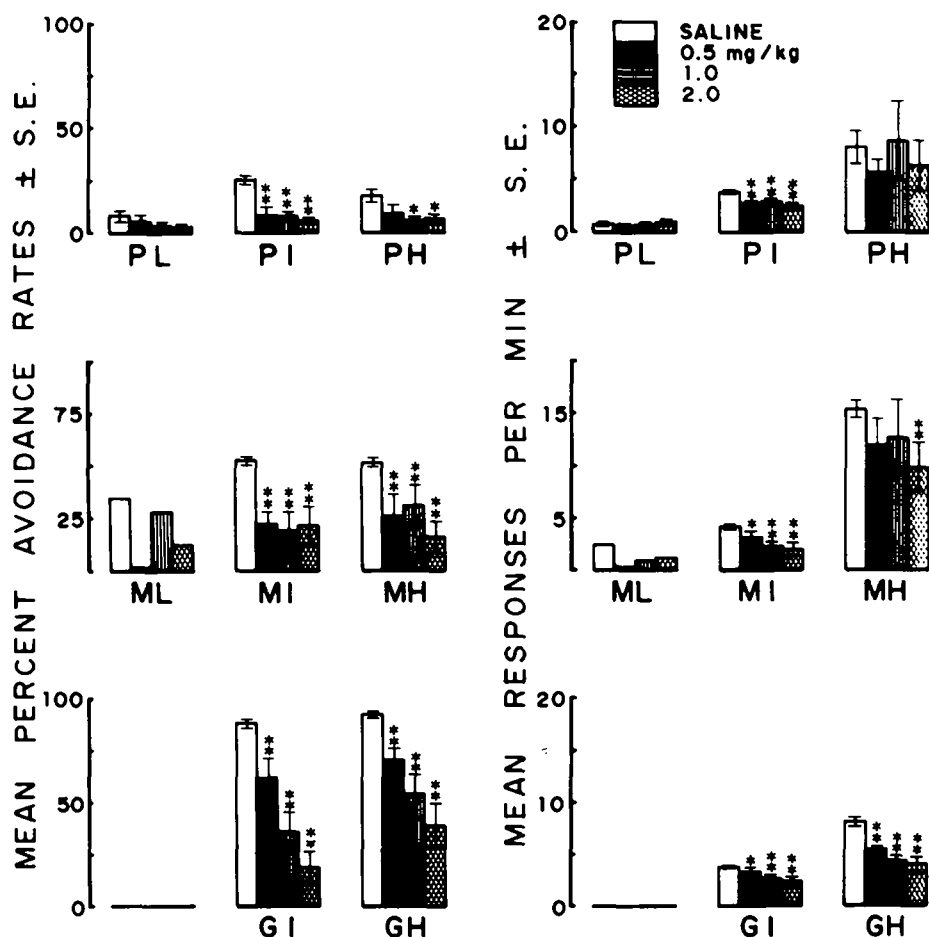 MEAN PERCENT AVOIDANCE RATES ± S.E.
100
50
0
PL PI PH
75
25
ML MI MH
100
50
0
GI GH
MEAN RESPONSES PER MIN ± S.E.
20
10
0
SALINE
0.5 mg/kg
1.0
2.0
** ** **
* *
** ** **
PL PI PH
15
5
** ** **
** ** **
* ** **
**
ML MI MH
20
10
0
** ** **
** ** **
* ** **
** ** **
GI GH